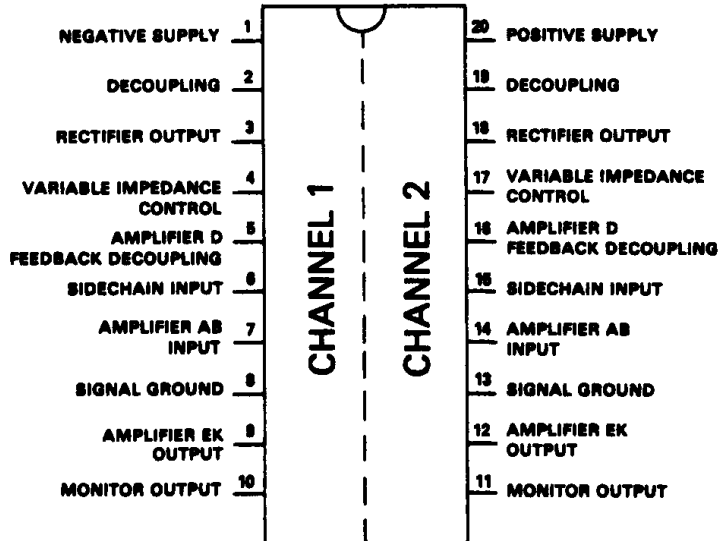 NEGATIVE SUPPLY 1
DECOUPLING 2
RECTIFIER OUTPUT 3
VARIABLE IMPEDANCE 4
CONTROL
AMPLIFIER D 5
FEEDBACK DECOUPLING
SIDECHAIN INPUT 6
AMPLIFIER AB 7
INPUT
SIGNAL GROUND 8
AMPLIFIER EK 9
OUTPUT
MONITOR OUTPUT 10
CHANNEL 1
CHANNEL 2
20 POSITIVE SUPPLY
19 DECOUPLING
18 RECTIFIER OUTPUT
17 VARIABLE IMPEDANCE
CONTROL
16 AMPLIFIER D
FEEDBACK DECOUPLING
15 SIDECHAIN INPUT
14 AMPLIFIER AB
INPUT
13 SIGNAL GROUND
12 AMPLIFIER EK
OUTPUT
11 MONITOR OUTPUT